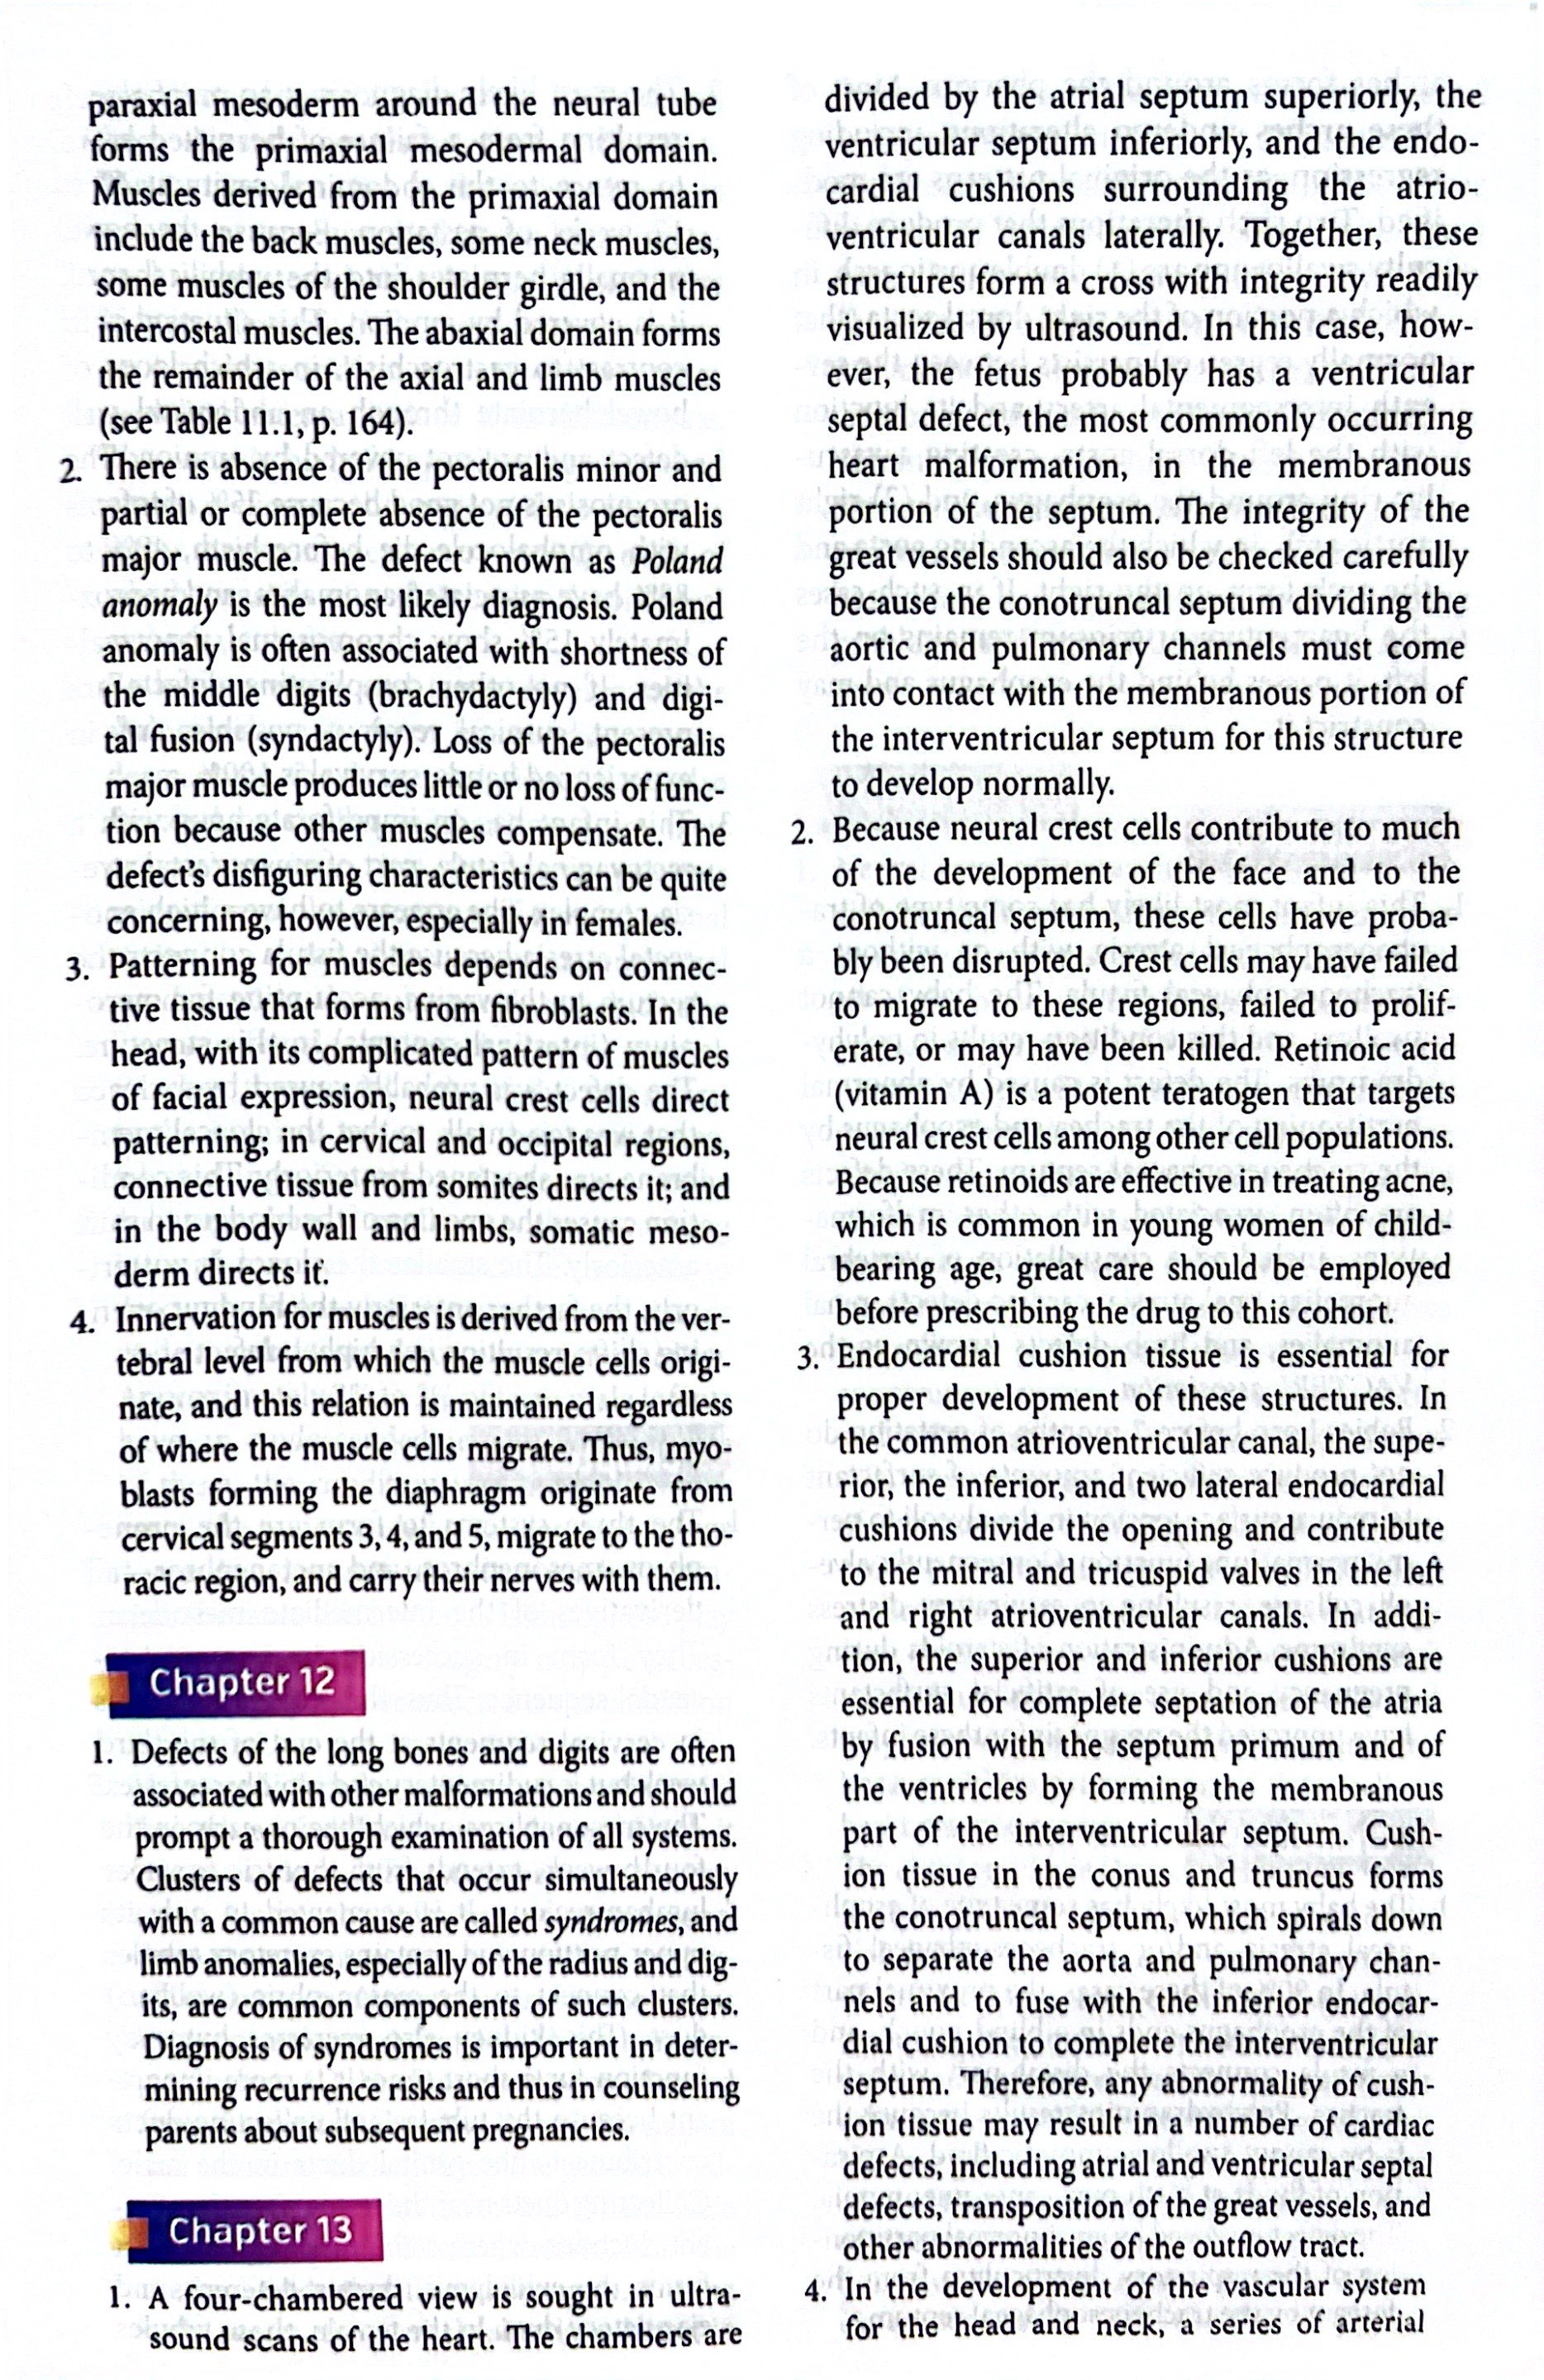 paraxial mesoderm around the neural tube
forms the primaxial mesodermal domain.
Muscles derived from the primaxial domain
include the back muscles, some neck muscles,
some muscles of the shoulder girdle, and the
intercostal muscles. The abaxial domain forms
the remainder of the axial and limb muscles
(see Table 11.1, p. 164).
2. There is absence of the pectoralis minor and
partial or complete absence of the pectoralis
major muscle. The defect known as Poland
anomaly is the most likely diagnosis. Poland
anomaly is often associated with shortness of
the middle digits (brachydactyly) and digi-
tal fusion (syndactyly). Loss of the pectoralis
major muscle produces little or no loss of func-
tion because other muscles compensate. The
defect's disfiguring characteristics can be quite
concerning, however, especially in females.
3. Patterning for muscles depends on connec-
tive tissue that forms from fibroblasts. In the
head, with its complicated pattern of muscles
of facial expression, neural crest cells direct
patterning; in cervical and occipital regions,
connective tissue from somites directs it; and
in the body wall and limbs, somatic meso-
derm directs it.
4. Innervation for muscles is derived from the ver-
tebral level from which the muscle cells origi-
nate, and this relation is maintained regardless
of where the muscle cells migrate. Thus, myo-
blasts forming the diaphragm originate from
cervical segments 3, 4, and 5, migrate to the tho-
racic region, and carry their nerves with them.
Chapter 12
1. Defects of the long bones and digits are often
associated with other malformations and should
prompt a thorough examination of all systems.
Clusters of defects that occur simultaneously
with a common cause are called syndromes, and
limb anomalies, especially of the radius and dig-
its, are common components of such clusters.
Diagnosis of syndromes is important in deter-
mining recurrence risks and thus in counseling
parents about subsequent pregnancies.
Chapter 13
1. A four-chambered view is sought in ultra-
sound scans of the heart. The chambers are
divided by the atrial septum superiorly, the
ventricular septum inferiorly, and the endo-
cardial cushions surrounding the atrio-
ventricular canals laterally. Together, these
structures form a cross with integrity readily
visualized by ultrasound. In this case, how-
ever, the fetus probably has a ventricular
septal defect, the most commonly occurring
heart malformation, in the membranous
portion of the septum. The integrity of the
great vessels should also be checked carefully
because the conotruncal septum dividing the
aortic and pulmonary channels must come
into contact with the membranous portion of
the interventricular septum for this structure
to develop normally.
2. Because neural crest cells contribute to much
of the development of the face and to the
conotruncal septum, these cells have proba-
bly been disrupted. Crest cells may have failed
to migrate to these regions, failed to prolif-
erate, or may have been killed. Retinoic acid
(vitamin A) is a potent teratogen that targets
neural crest cells among other cell populations.
Because retinoids are effective in treating acne,
which is common in young women of child-
bearing age, great care should be employed
before prescribing the drug to this cohort.
3. Endocardial cushion tissue is essential for
proper development of these structures. In
the common atrioventricular canal, the supe-
rior, the inferior, and two lateral endocardial
cushions divide the opening and contribute
to the mitral and tricuspid valves in the left
and right atrioventricular canals. In addi-
tion, the superior and inferior cushions are
essential for complete septation of the atria
by fusion with the septum primum and of
the ventricles by forming the membranous
part of the interventricular septum. Cush-
ion tissue in the conus and truncus forms
the conotruncal septum, which spirals down
to separate the aorta and pulmonary chan-
nels and to fuse with the inferior endocar-
dial cushion to complete the interventricular
septum. Therefore, any abnormality of cush-
ion tissue may result in a number of cardiac
defects, including atrial and ventricular septal
defects, transposition of the great vessels, and
other abnormalities of the outflow tract.
4. In the development of the vascular system
for the head and neck, a series of arterial